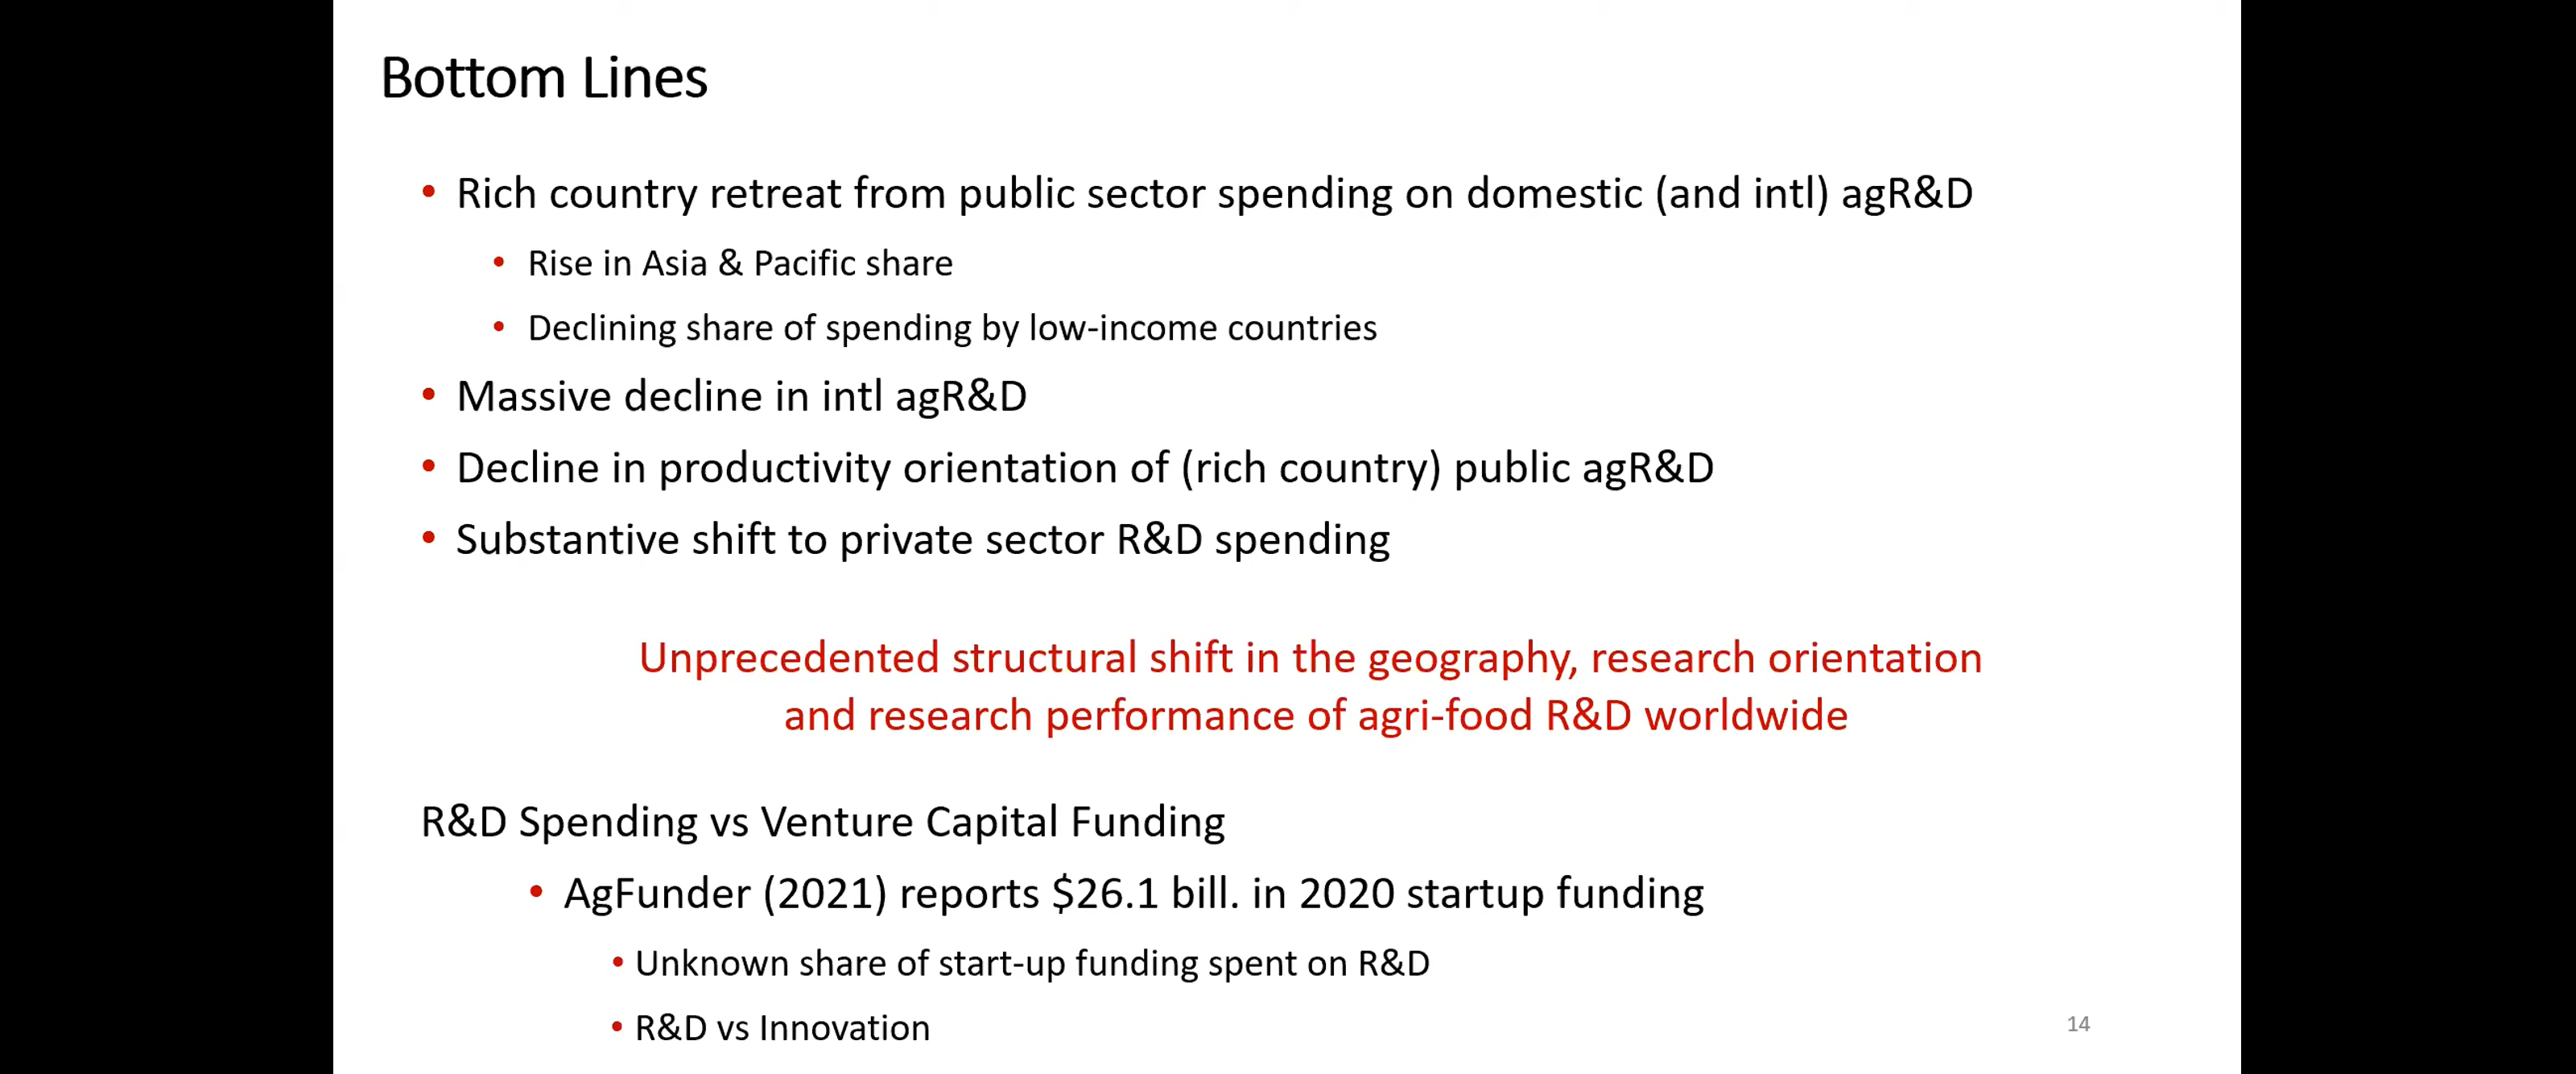 Bottom Lines
• Rich country retreat from public sector spending on domestic (and intl) agR&D
• Rise in Asia & Pacific share
• Declining share of spending by low-income countries
• Massive decline in intl agR&D
• Decline in productivity orientation of (rich country) public agR&D
• Substantive shift to private sector R&D spending
Unprecedented structural shift in the geography, research orientation
and research performance of agri-food R&D worldwide
R&D Spending vs Venture Capital Funding
• AgFunder (2021) reports $26.1 bill. in 2020 startup funding
• Unknown share of start-up funding spent on R&D
• R&D vs Innovation
14